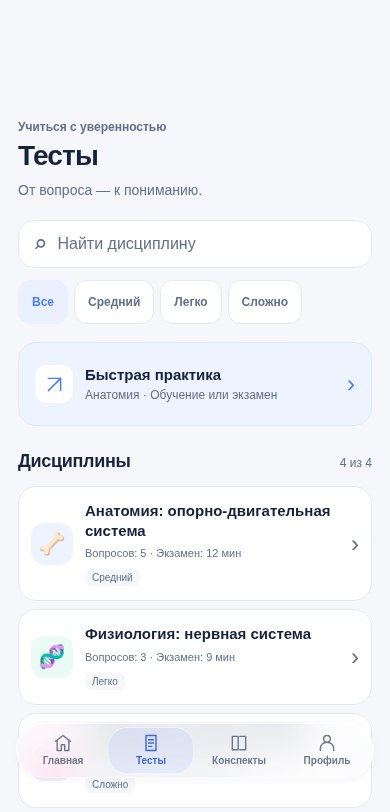 Учиться с уверенностью
Тесты
От вопроса — к пониманию.
Найти дисциплину
Все
Средний
Легко
Сложно
Быстрая практика
Анатомия · Обучение или экзамен
Дисциплины
4 из 4
Анатомия: опорно-двигательная
система
Вопросов: 5 · Экзамен: 12 мин
Средний
Физиология: нервная система
Вопросов: 3 · Экзамен: 9 мин
Легко
Главная
Тесты
Конспекты
Профиль
Сложно